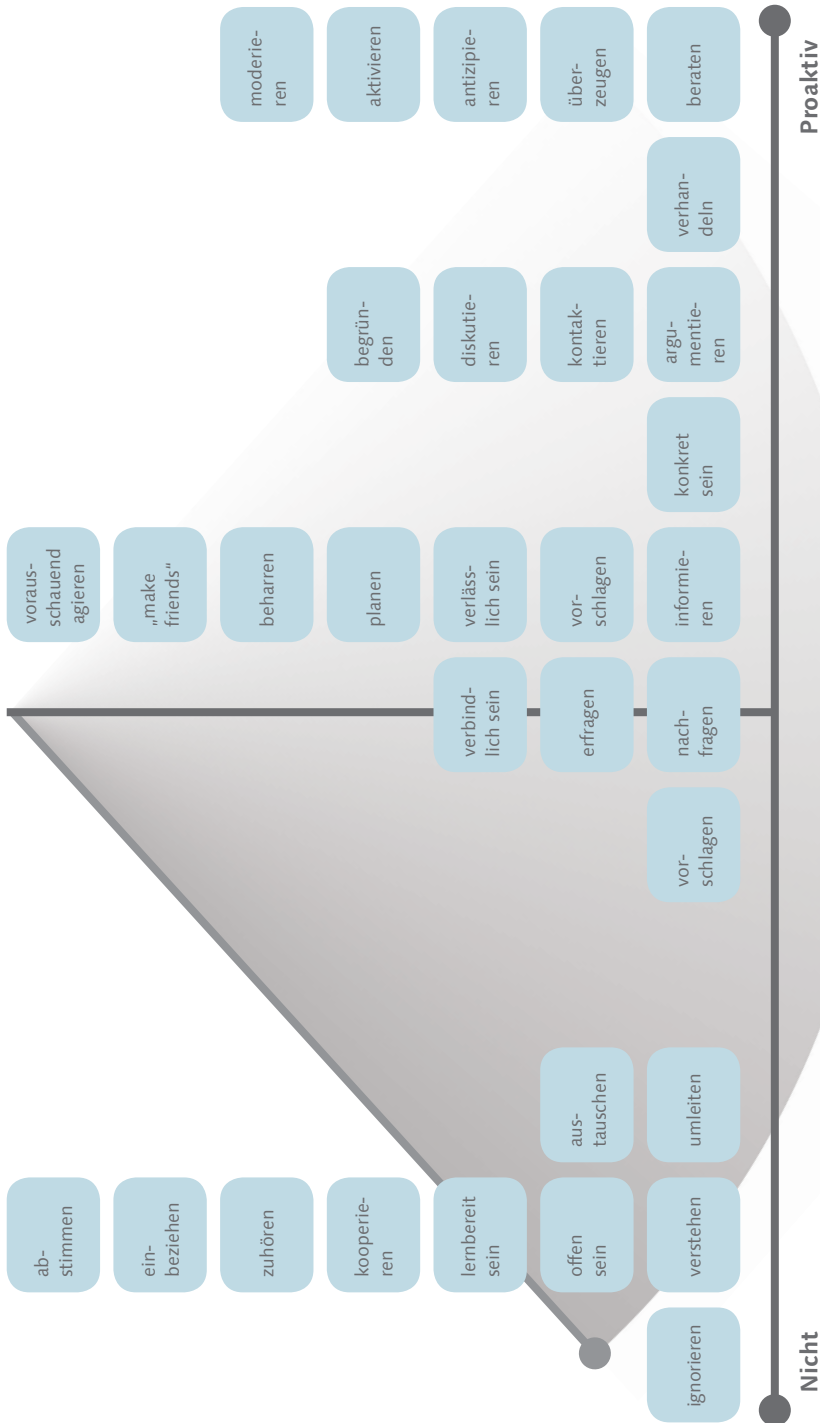 ab-
stimmen
voraus-
schauend
agieren
ein-
beziehen
„make
friends“
zuhören
beharren
moderie-
ren
kooperie-
ren
planen
begrün-
den
aktivieren
lernbereit
sein
verbind-
lich sein
verläss-
lich sein
diskutie-
ren
antizipie-
ren
offen
sein
aus-
tauschen
erfragen
vor-
schlagen
kontak-
tieren
über-
zeugen
ignorieren
verstehen
umleiten
vor-
schlagen
nach-
fragen
informie-
ren
konkret
sein
argu-
mentie-
ren
verhan-
deln
beraten
Nicht
Proaktiv